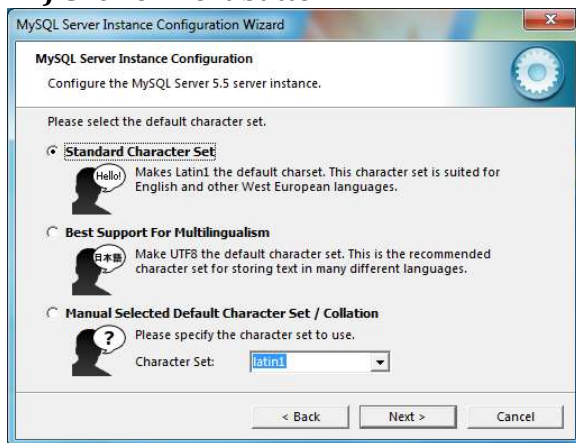 MySQL Server Instance Configuration Wizard
MySQL Server Instance Configuration
Configure the MySQL Server 5.5 server instance.
Please select the default character set.
Standard Character Set
Hello!
Makes Latin1 the default charset. This character set is suited for
English and other West European languages.
Best Support For Multilingualism
日本語
Make UTF8 the default character set. This is the recommended
character set for storing text in many different languages.
Manual Selected Default Character Set / Collation
?
Please specify the character set to use.
Character Set: latin1
< Back Next > Cancel